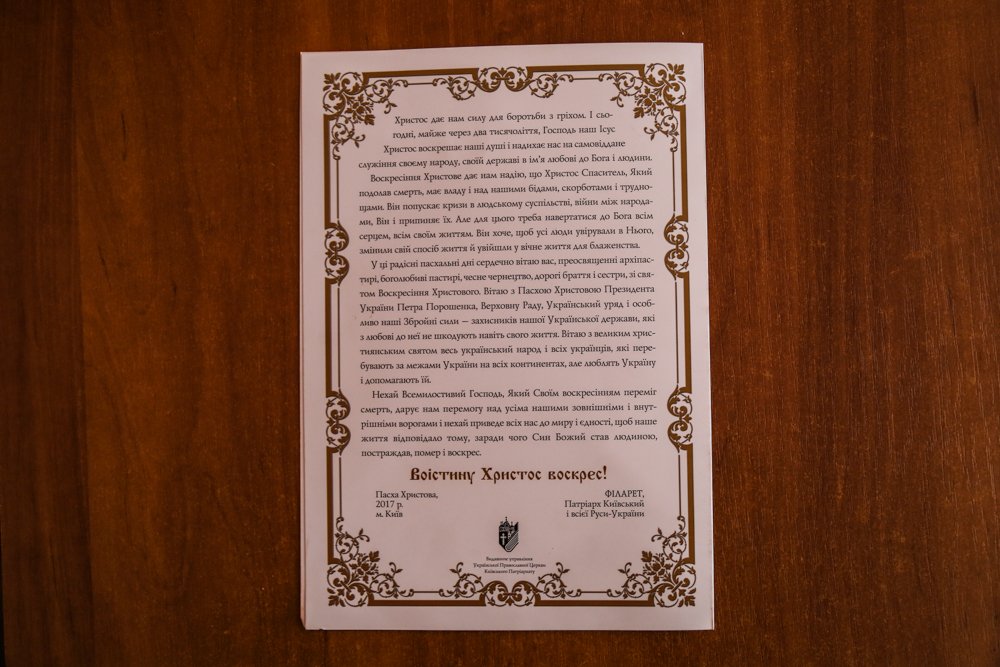 Христос дає нам силу для боротьби з гріхом. І сьо-
годні, майже через два тисячоліття, Господь наш Ісус
Христос воскрешає наші душі і надихає нас на самовіддане
служіння своєму народу, своїй державі в ім'я любові до Бога і людини.
Воскресіння Христове дає нам надію, що Христос Спаситель, Який
подолав смерть, має владу і над нашими бідами, скорботами і трудно-
щами. Він попускає кризи в людському суспільстві, війни між народа-
ми, Він і припиняє їх. Але для цього треба навертатися до Бога всім
серцем, всім своїм життям. Він хоче, щоб усі люди увірували в Нього,
змінили свій спосіб життя й увійшли у вічне життя для блаженства.
У ці радісні пасхальні дні сердечно вітаю вас, преосвященні архіпас-
тирі, боголюбиві пастирі, чесне чернецтво, дорогі браття і сестри, зі свя-
том Воскресіння Христового. Вітаю з Пасхою Христовою Президента
України Петра Порошенка, Верховну Раду, Український уряд і особ-
ливо наші Збройні сили – захисників нашої Української держави, які
з любові до неї не шкодують навіть свого життя. Вітаю з великим хрис-
тиянським святом весь український народ і всіх українців, які пере-
бувають за межами України на всіх континентах, але люблять Україну
і допомагають їй.
Нехай Всемилостивий Господь, Який Своїм воскресінням переміг
смерть, дарує нам перемогу над усіма нашими зовнішніми і внут-
рішніми ворогами і нехай приведе всіх нас до миру і єдності, щоб наше
життя відповідало тому, заради чого Син Божий став людиною,
постраждав, помер і воскрес.
Воістину Христос воскрес!
Пасха Христова,
2017 р.
м. Київ
ФІЛАРЕТ,
Патріарх Київський
і всієї Руси-України
Видавниче управління
Української Православної Церкви
Київського Патріархату